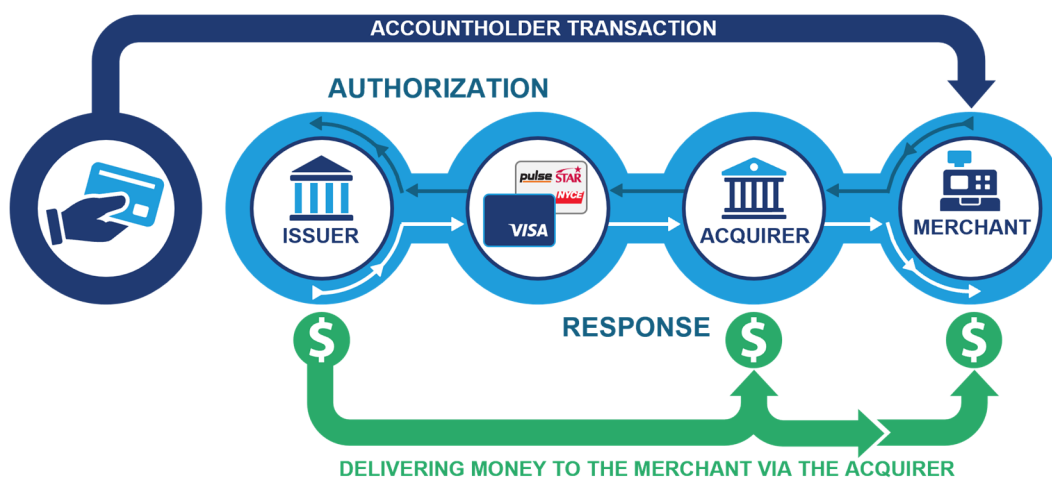 ACCOUNTHOLDER TRANSACTION
AUTHORIZATION
pulse STAR
NYCE
VISA
ISSUER
ACQUIRER
MERCHANT
RESPONSE
$ $ $
DELIVERING MONEY TO THE MERCHANT VIA THE ACQUIRER